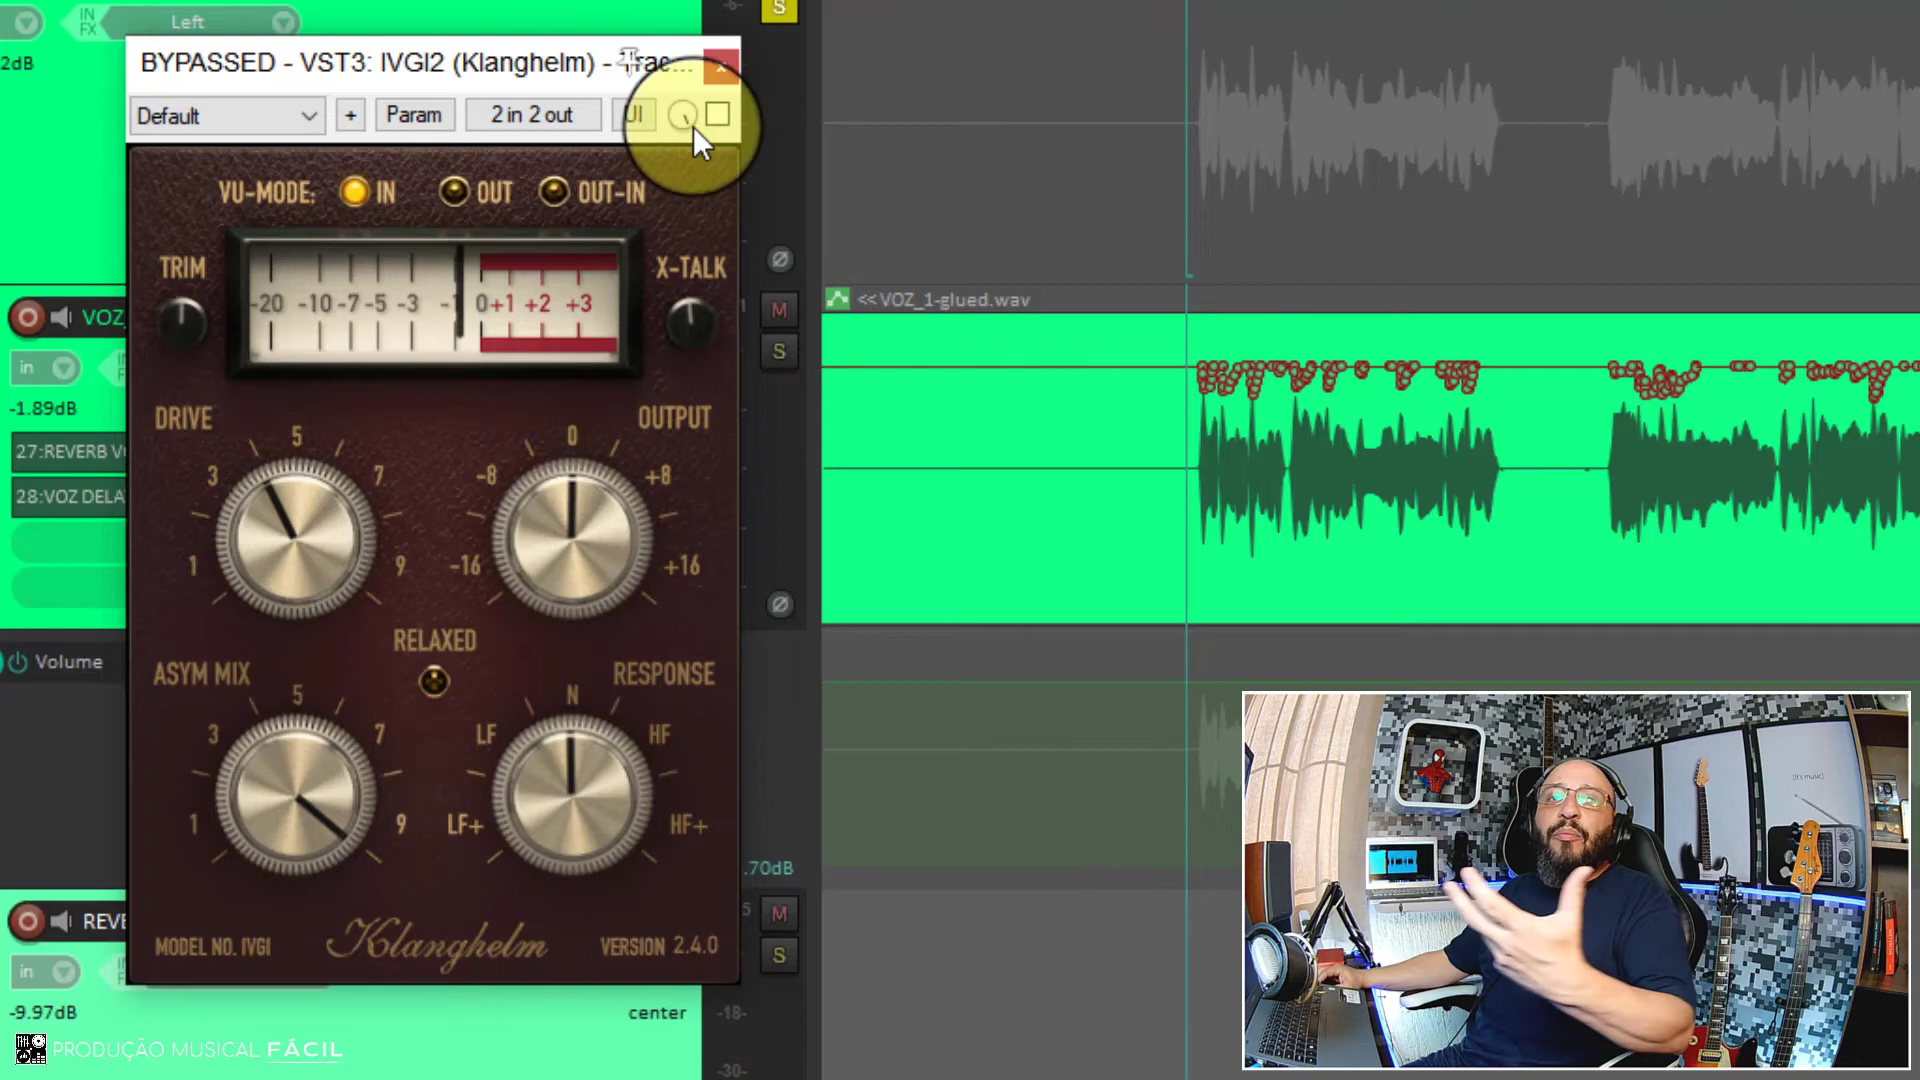 IN
FX
Left
-6-
S
2dB
BYPASSED - VST3: IVGI2 (Klanghelm) - Trac...
x
Default
+
Param
2 in 2 out
UI
VU-MODE:
IN
OUT
OUT-IN
TRIM
X-TALK
-20 -10 -7 -5 -3 -1 0 +1 +2 +3
M
S
VOZ_
<< VOZ_1-glued.wav
in
-1.89dB
27:REVERB V
28:VOZ DELA
DRIVE
OUTPUT
1
3
5
7
9
-16
-8
0
+8
+16
RELAXED
Volume
ASYM MIX
RESPONSE
1
3
5
7
9
LF+
LF
N
HF
HF+
.70dB
M
S
REVE
in
MODEL NO. IVGI
Klanghelm
VERSION 2.4.0
-9.97dB
center
-18-
-30-
PRODUÇÃO MUSICAL FÁCIL